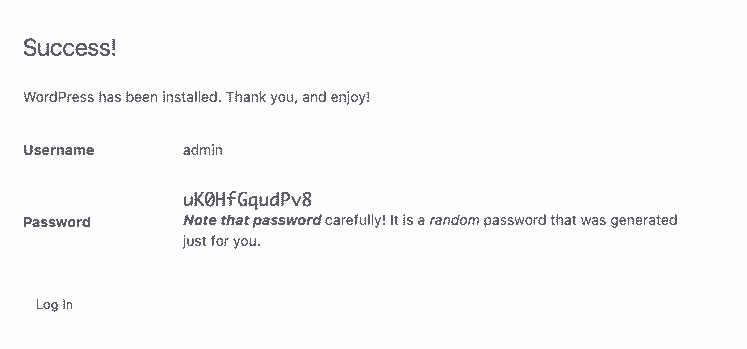 Success!
WordPress has been installed. Thank you, and enjoy!
Username admin
uK0HfGqudPv8
Password Note that password carefully! It is a random password that was generated
just for you.
Log In